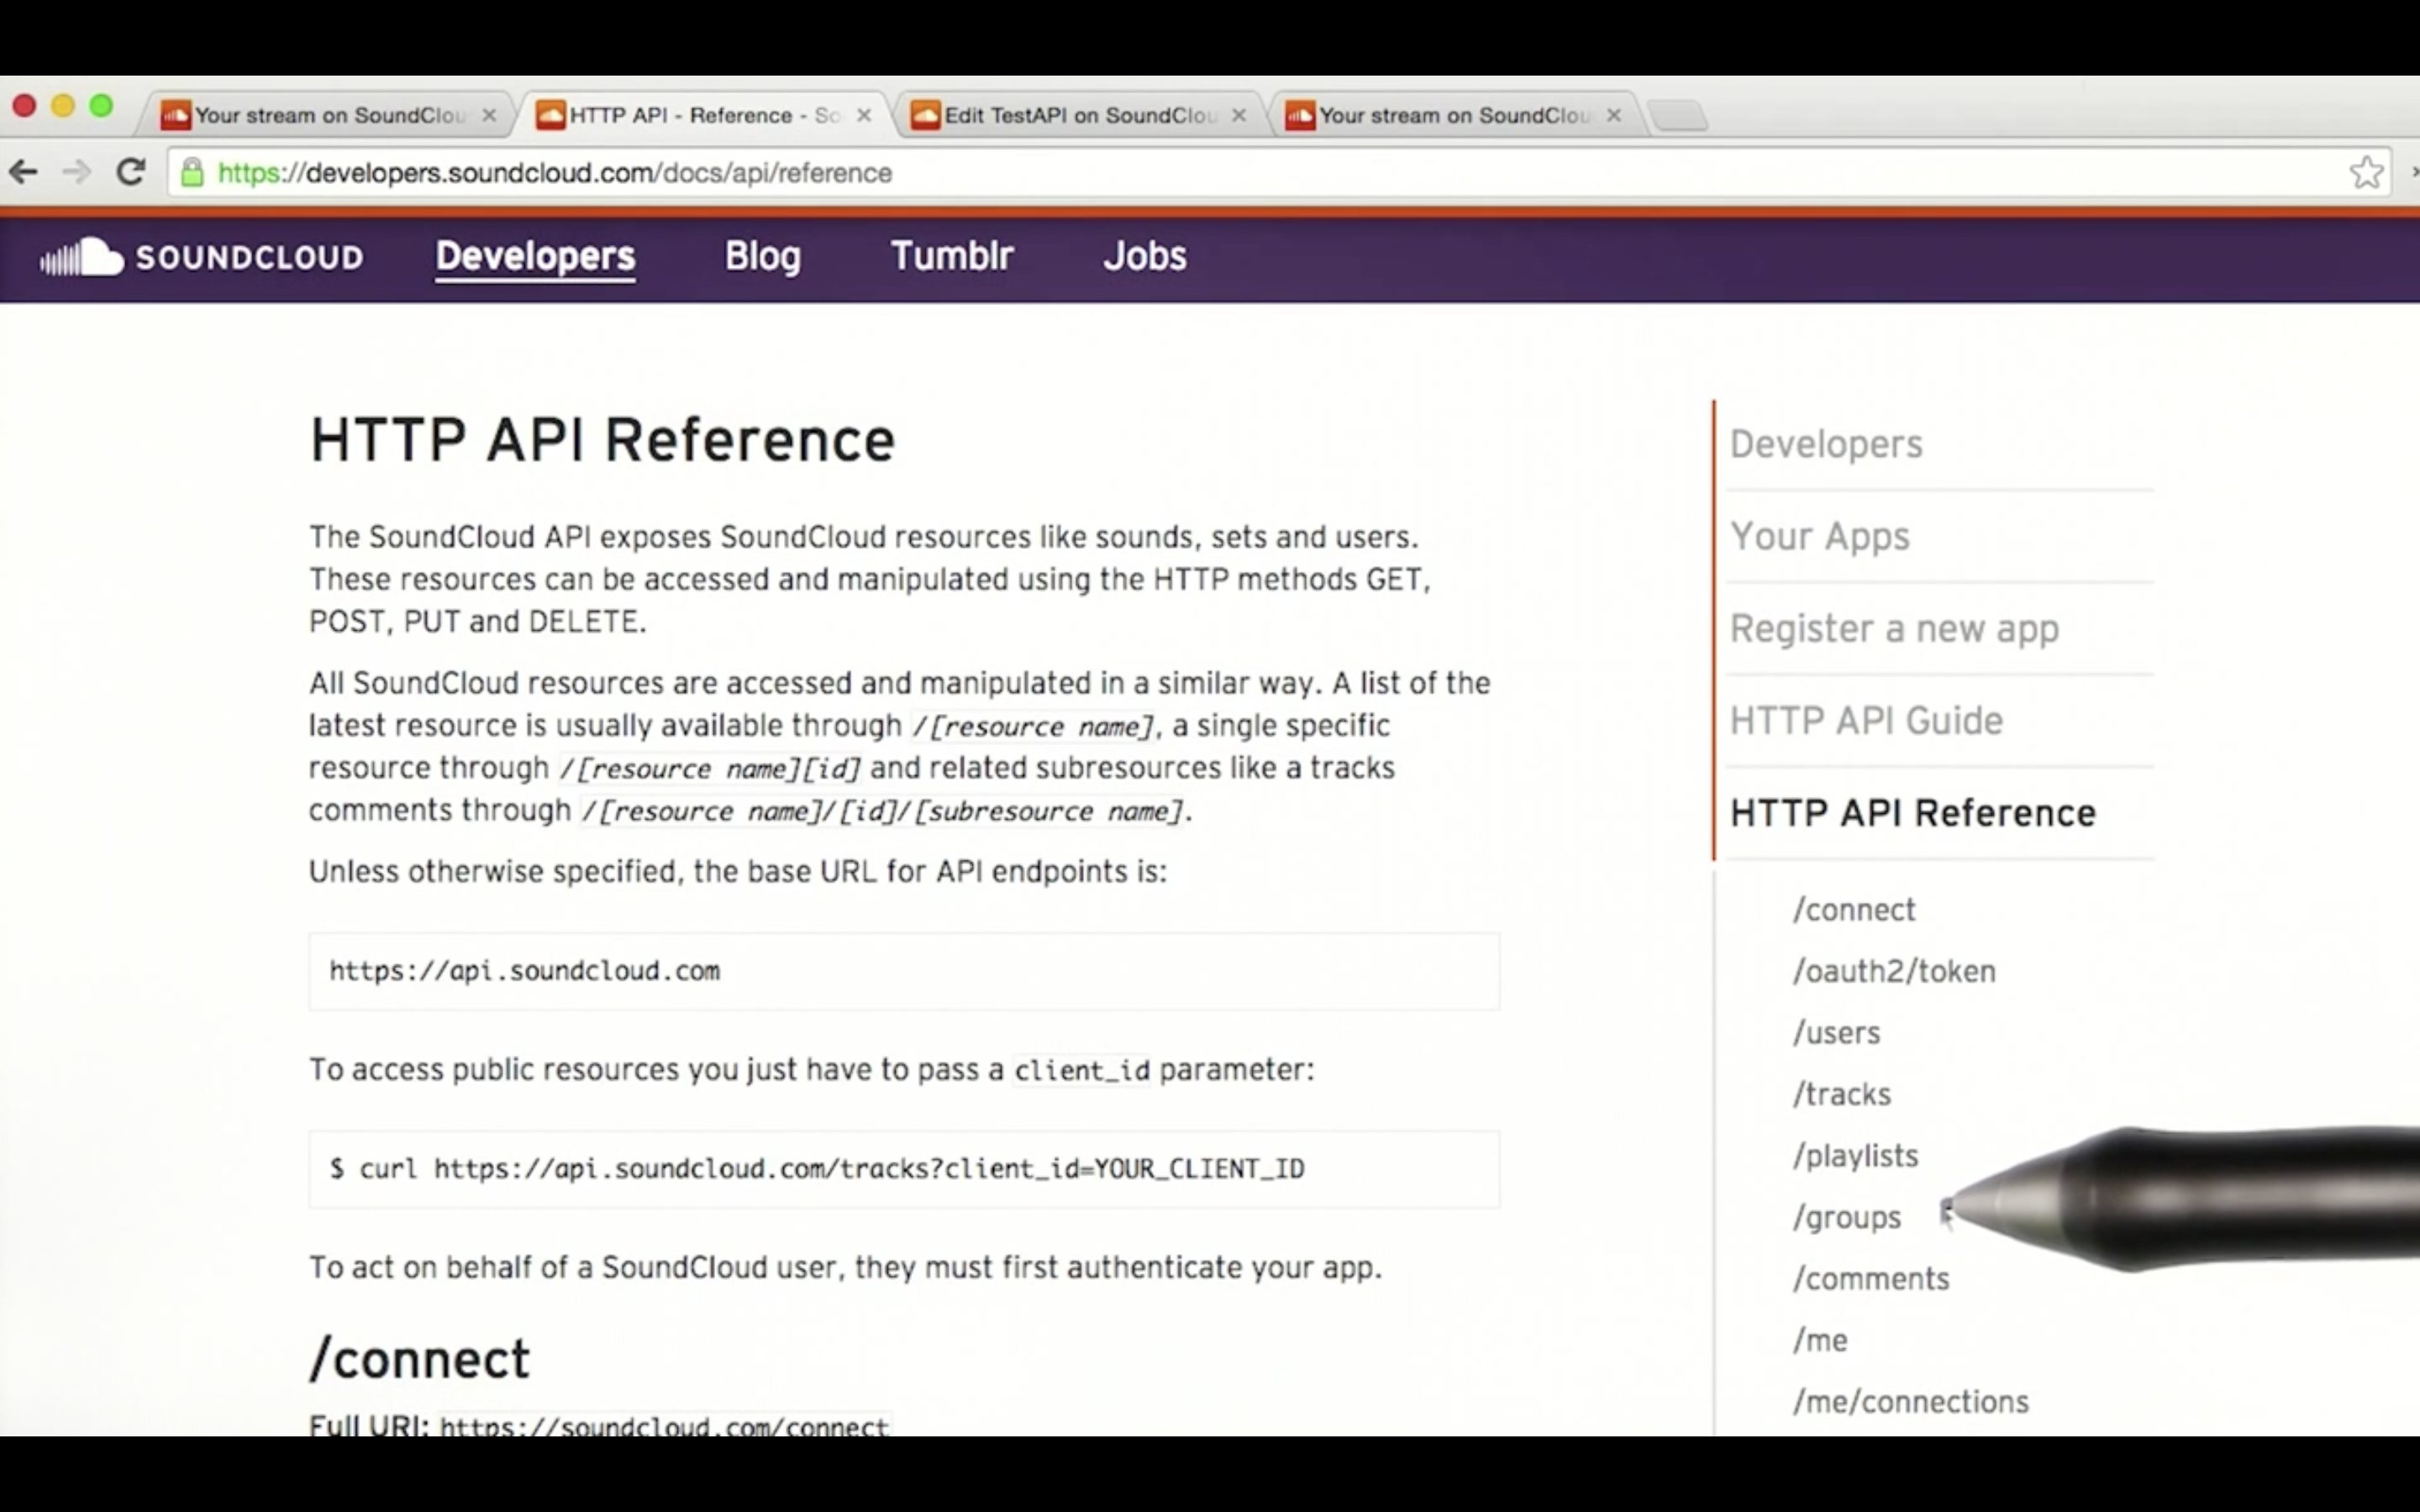 Your stream on SoundClou
HTTP API - Reference - So
Edit TestAPI on SoundClou
Your stream on SoundClou
https://developers.soundcloud.com/docs/api/reference
SOUNDCLOUD
Developers
Blog
Tumblr
Jobs
HTTP API Reference
The SoundCloud API exposes SoundCloud resources like sounds, sets and users.
These resources can be accessed and manipulated using the HTTP methods GET,
POST, PUT and DELETE.
All SoundCloud resources are accessed and manipulated in a similar way. A list of the
latest resource is usually available through /[resource name], a single specific
resource through /[resource name][id] and related subresources like a tracks
comments through /[resource name]/[id]/[subresource name].
Unless otherwise specified, the base URL for API endpoints is:
https://api.soundcloud.com
To access public resources you just have to pass a client_id parameter:
$ curl https://api.soundcloud.com/tracks?client_id=YOUR_CLIENT_ID
To act on behalf of a SoundCloud user, they must first authenticate your app.
/connect
Full URI: https://soundcloud.com/connect
Developers
Your Apps
Register a new app
HTTP API Guide
HTTP API Reference
/connect
/oauth2/token
/users
/tracks
/playlists
/groups
/comments
/me
/me/connections